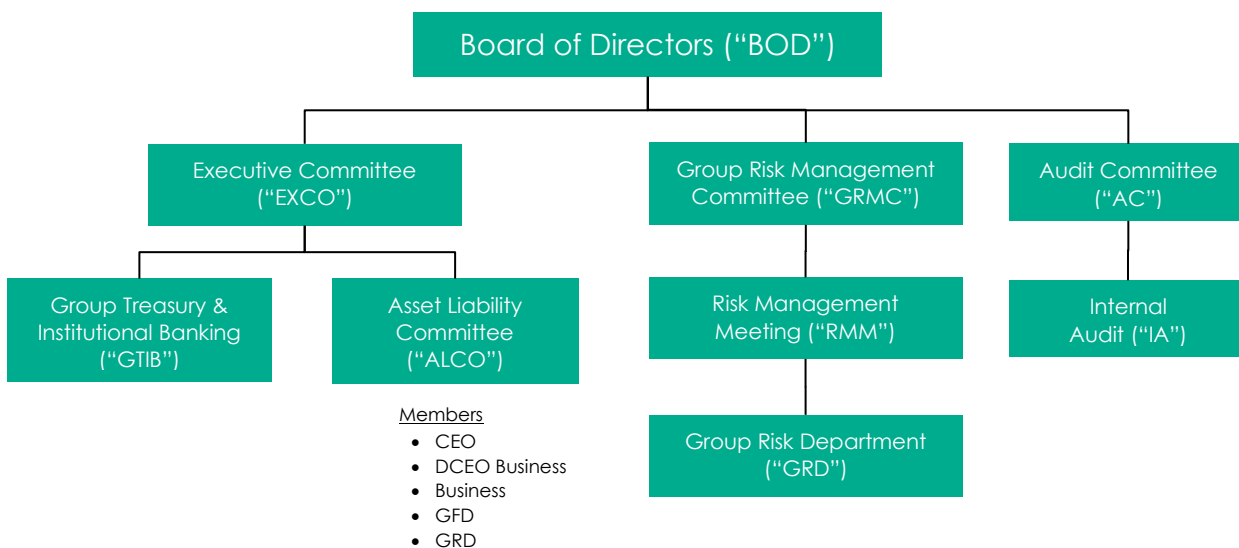 Board of Directors (“BOD”)
Executive Committee
(“EXCO”)
Group Risk Management
Committee (“GRMC”)
Audit Committee
(“AC”)
Group Treasury &
Institutional Banking
(“GTIB”)
Asset Liability
Committee
(“ALCO”)
Risk Management
Meeting (“RMM”)
Internal
Audit (“IA”)
Members
• CEO
• DCEO Business
• Business
• GFD
• GRD
Group Risk Department
(“GRD”)